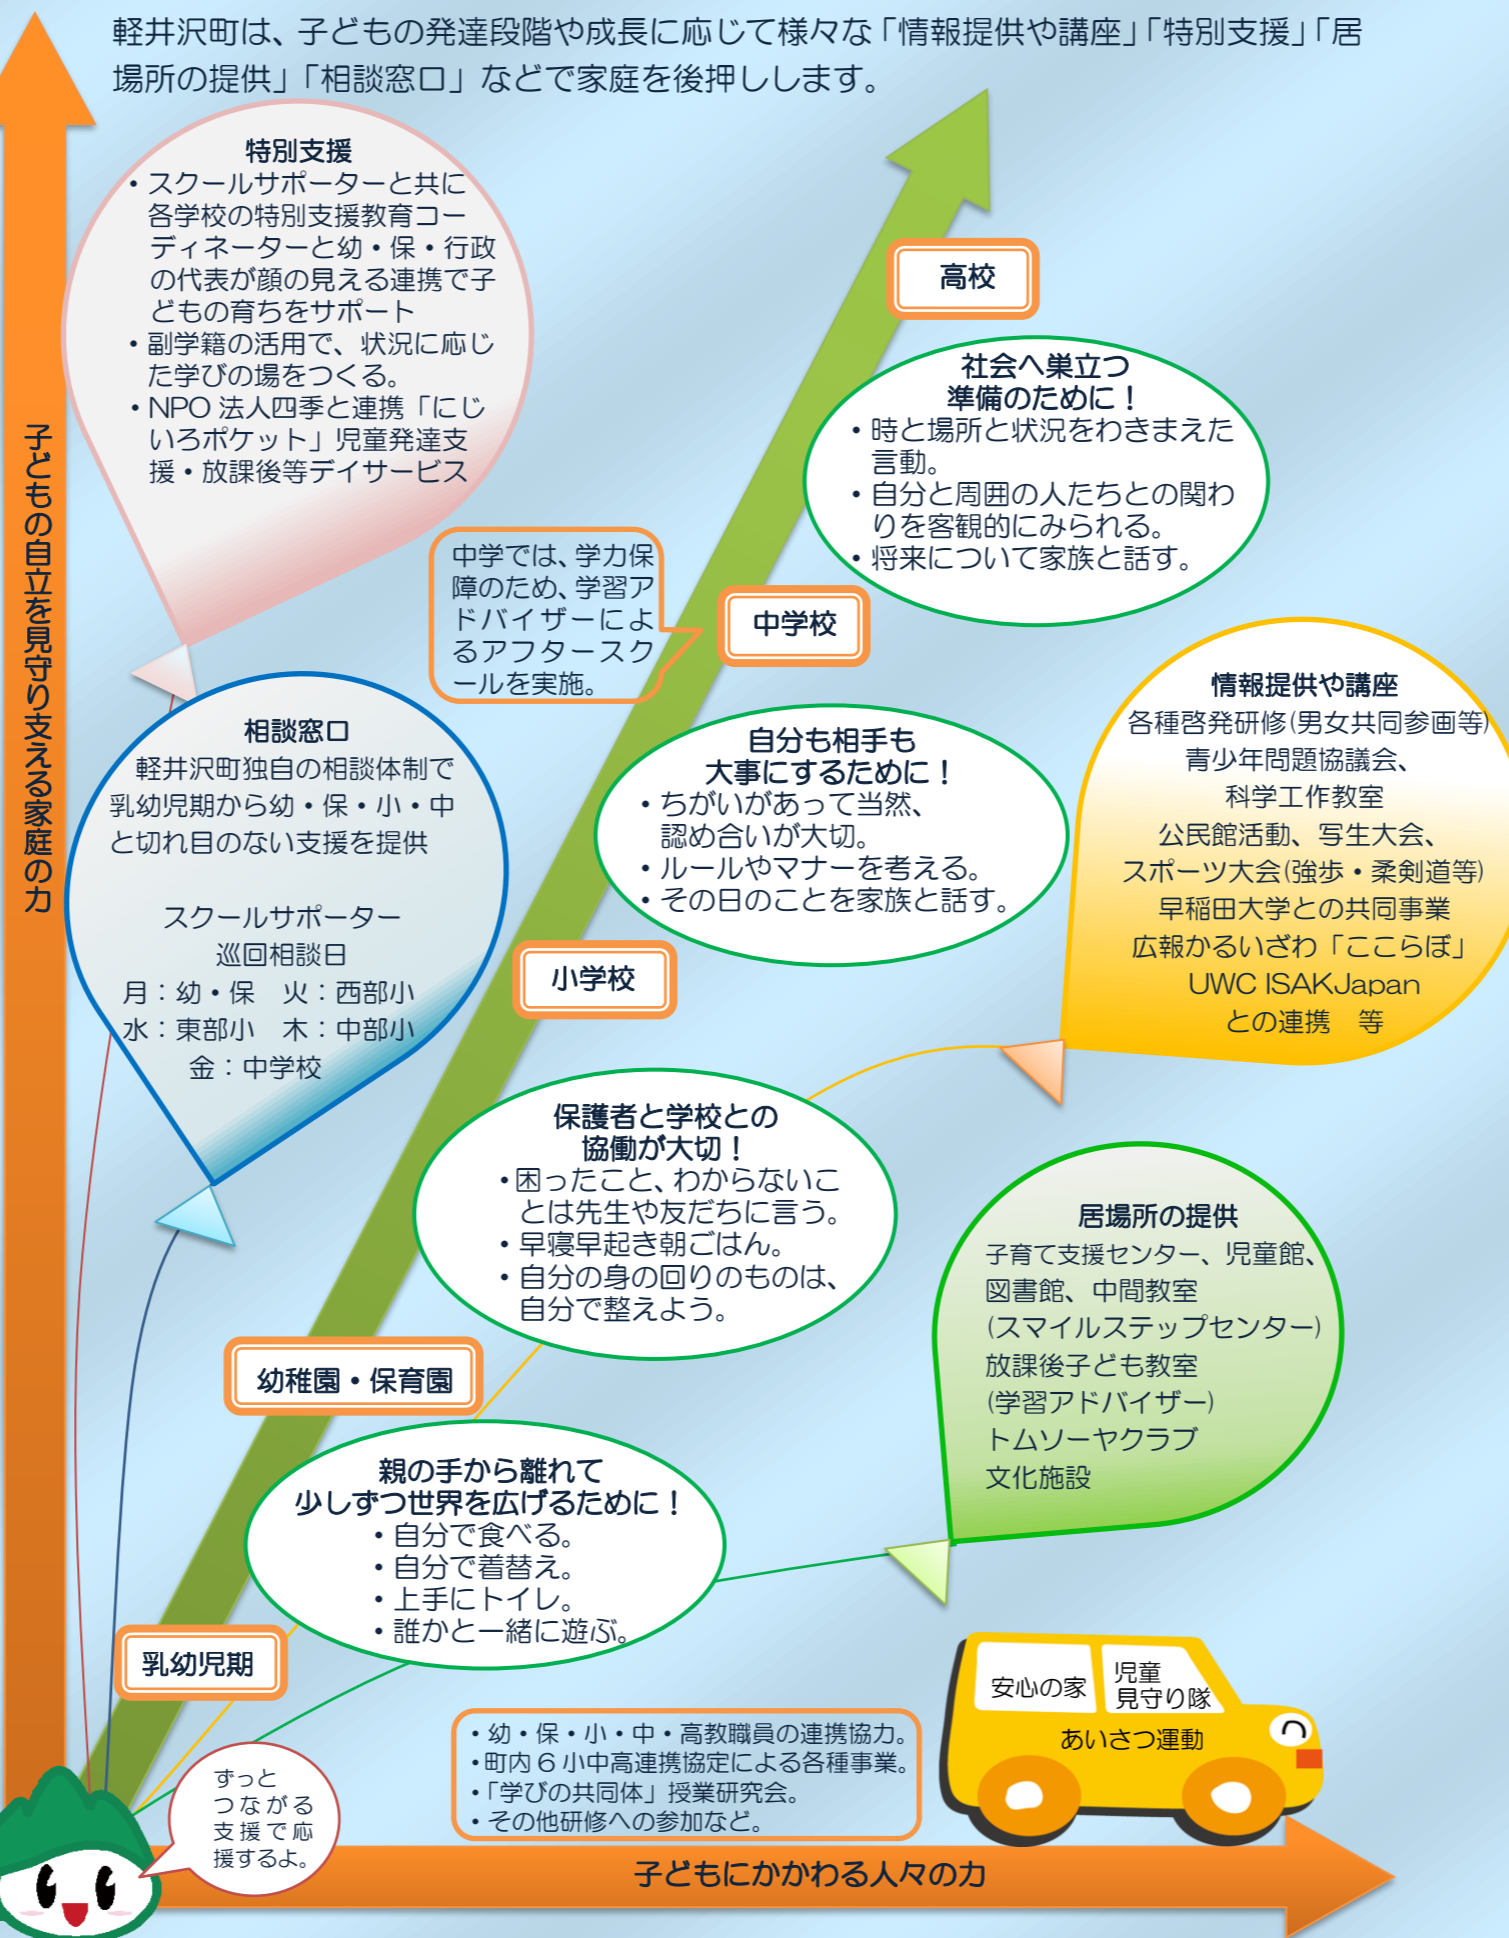 軽井沢町は、子どもの発達段階や成長に応じて様々な「情報提供や講座」「特別支援」「居
場所の提供」「相談窓口」などで家庭を後押しします。
子どもの自立を見守り支える家庭の力
特別支援
・スクールサポーターと共に
各学校の特別支援教育コー
ディネーターと幼・保・行政
の代表が顔の見える連携で子
どもの育ちをサポート
・副学籍の活用で、状況に応じ
た学びの場をつくる。
・NPO 法人四季と連携「にじ
いろポケット」児童発達支
援・放課後等デイサービス
高校
社会へ巣立つ
準備のために！
・時と場所と状況をわきまえた
言動。
・自分と周囲の人たちとの関わ
りを客観的にみられる。
・将来について家族と話す。
中学では、学力保
障のため、学習ア
ドバイザーによ
るアフタースク
ールを実施。
中学校
自分も相手も
大事にするために！
・ちがいがあって当然、
認め合いが大切。
・ルールやマナーを考える。
・その日のことを家族と話す。
情報提供や講座
各種啓発研修(男女共同参画等)
青少年問題協議会、
科学工作教室
公民館活動、写生大会、
スポーツ大会(強歩・柔剣道等)
早稲田大学との共同事業
広報かるいざわ「ここらぼ」
UWC ISAKJapan
との連携　等
相談窓口
軽井沢町独自の相談体制で
乳幼児期から幼・保・小・中
と切れ目のない支援を提供
スクールサポーター
巡回相談日
月：幼・保　火：西部小
水：東部小　木：中部小
金：中学校
小学校
保護者と学校との
協働が大切！
・困ったこと、わからないこ
とは先生や友だちに言う。
・早寝早起き朝ごはん。
・自分の身の回りのものは、
自分で整えよう。
居場所の提供
子育て支援センター、児童館、
図書館、中間教室
(スマイルステップセンター)
放課後子ども教室
(学習アドバイザー)
トムソーヤクラブ
文化施設
幼稚園・保育園
親の手から離れて
少しずつ世界を広げるために！
・自分で食べる。
・自分で着替え。
・上手にトイレ。
・誰かと一緒に遊ぶ。
乳幼児期
ずっと
つながる
支援で応
援するよ。
・幼・保・小・中・高教職員の連携協力。
・町内６小中高連携協定による各種事業。
・「学びの共同体」授業研究会。
・その他研修への参加など。
安心の家
児童
見守り隊
あいさつ運動
子どもにかかわる人々の力